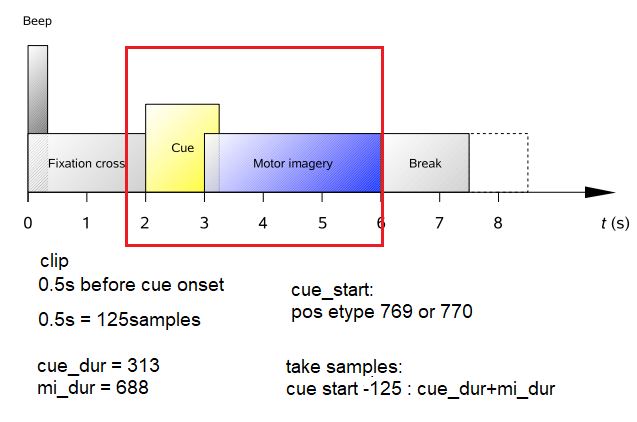 Beep
Cue
Fixation cross
Motor imagery
Break
0 1 2 3 4 5 6 7 8 t (s)
clip
0.5s before cue onset
0.5s = 125samples
cue_start:
pos etype 769 or 770
cue_dur = 313
mi_dur = 688
take samples:
cue start -125 : cue_dur+mi_dur